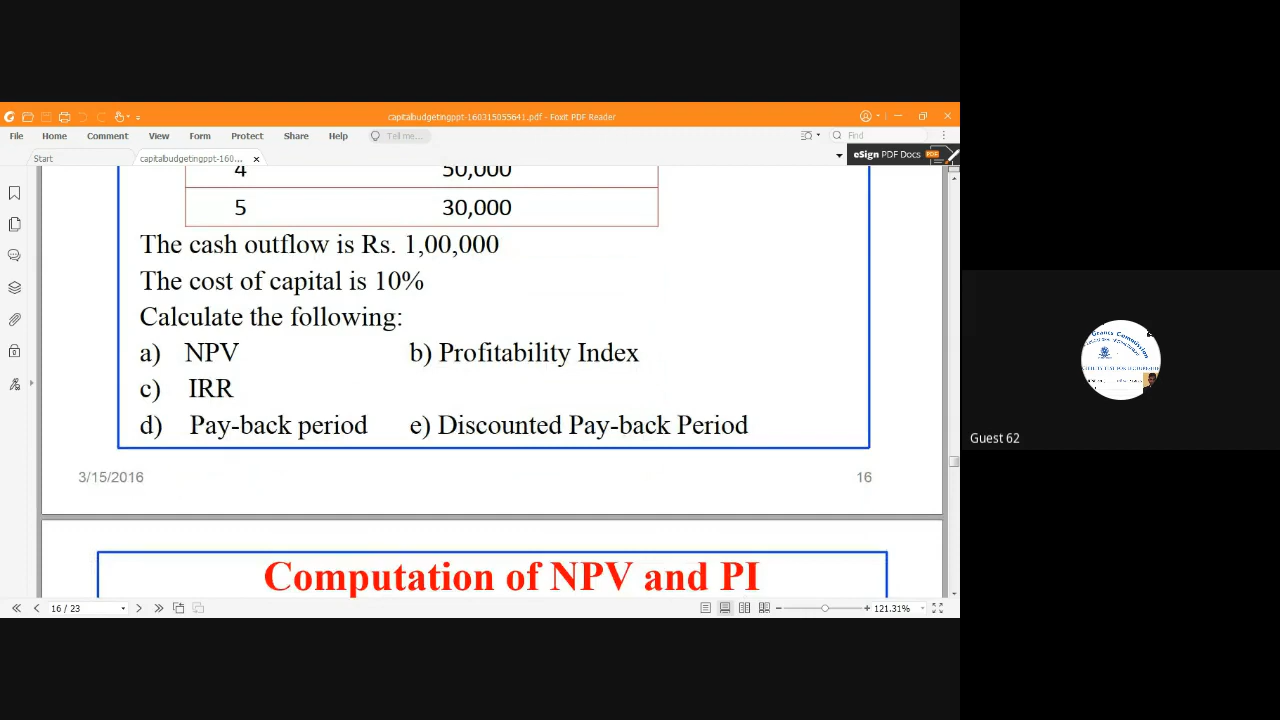 capitalbudgetingppt-160315055641.pdf - Foxit PDF Reader
File Home Comment View Form Protect Share Help Tell me... Find
Start capitalbudgetingppt-160... eSign PDF Docs
4 50,000
5 30,000
The cash outflow is Rs. 1,00,000
The cost of capital is 10%
Calculate the following:
a) NPV b) Profitability Index
c) IRR
d) Pay-back period e) Discounted Pay-back Period
3/15/2016 16
Computation of NPV and PI
16 / 23 121.31%
Grants Commission
Guest 62